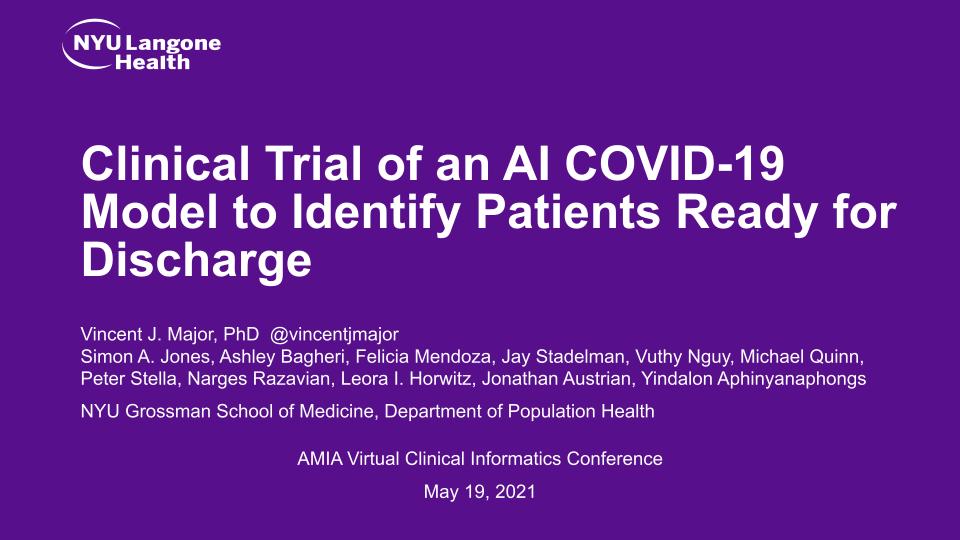 NYU Langone
Health
Clinical Trial of an AI COVID-19
Model to Identify Patients Ready for
Discharge
Vincent J. Major, PhD  @vincentjmajor
Simon A. Jones, Ashley Bagheri, Felicia Mendoza, Jay Stadelman, Vuthy Nguy, Michael Quinn,
Peter Stella, Narges Razavian, Leora I. Horwitz, Jonathan Austrian, Yindalon Aphinyanaphongs
NYU Grossman School of Medicine, Department of Population Health
AMIA Virtual Clinical Informatics Conference
May 19, 2021